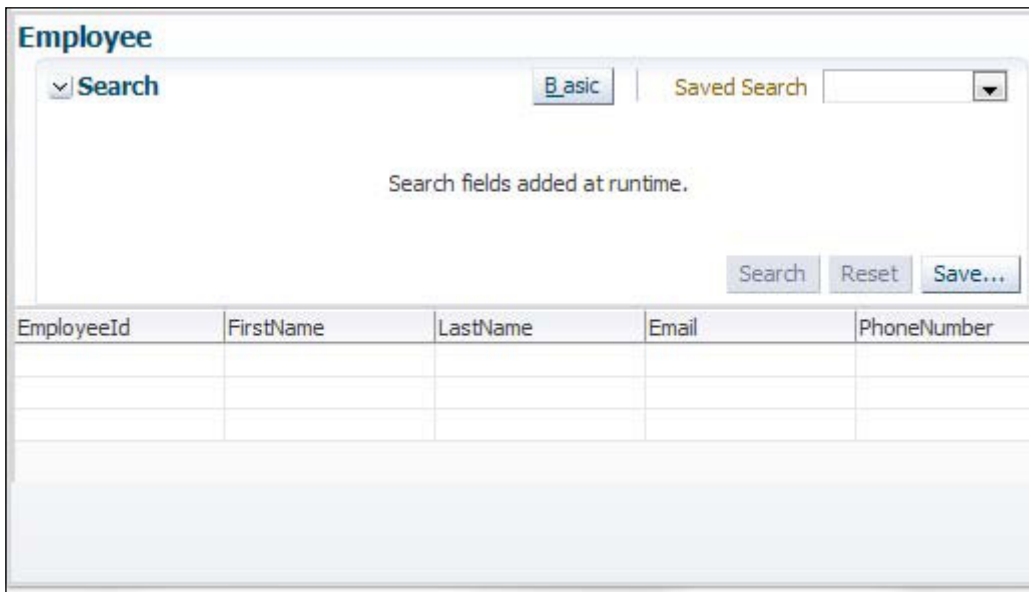 Employee
Search Basic Saved Search
Search fields added at runtime.
Search Reset Save...
EmployeeId FirstName LastName Email PhoneNumber